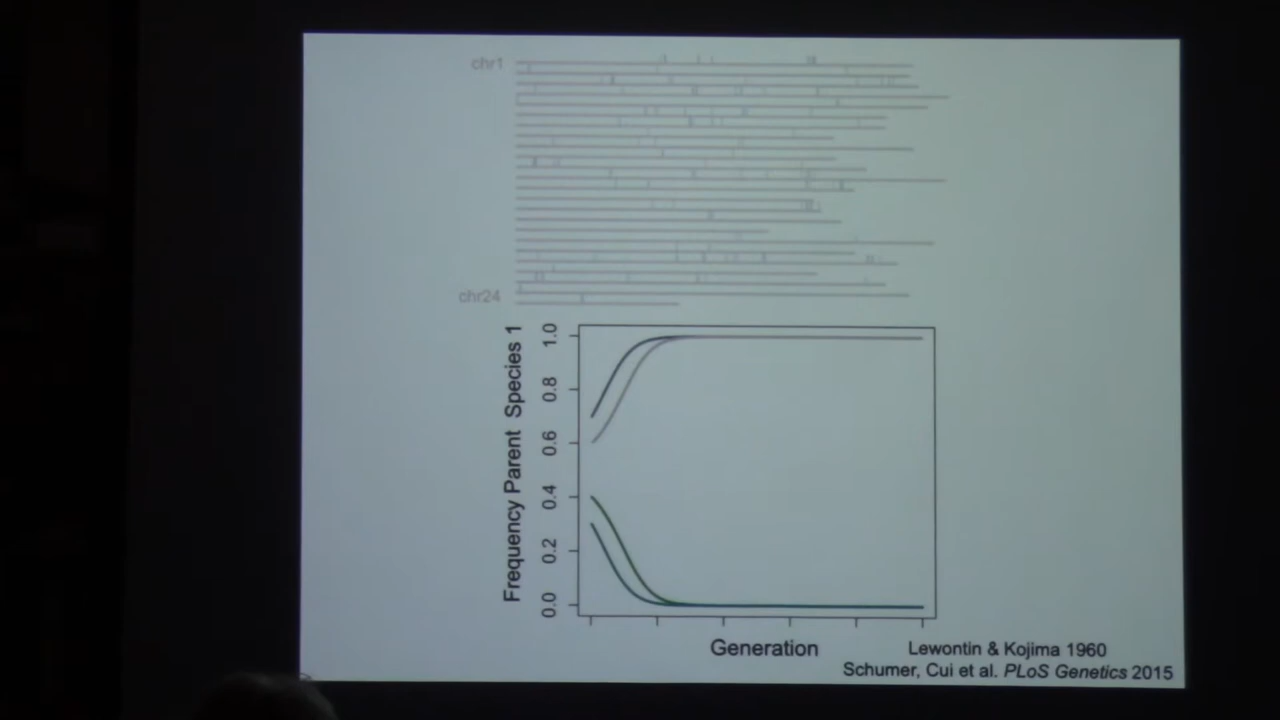 chr1
chr24
Frequency Parent Species 1
1.0
0.8
0.6
0.4
0.2
0.0
Generation
Lewontin & Kojima 1960
Schumer, Cui et al. PLoS Genetics 2015